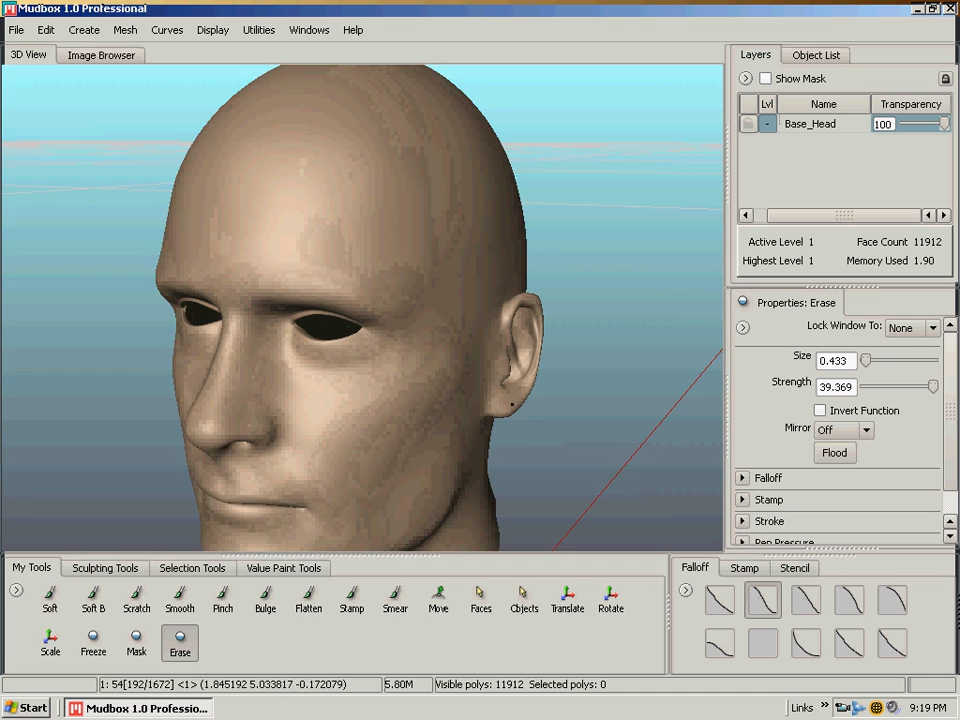 Mudbox 1.0 Professional
File Edit Create Mesh Curves Display Utilities Windows Help
3D View Image Browser
Layers Object List
Show Mask
Lvl Name Transparency
- Base_Head 100
Active Level 1 Face Count 11912
Highest Level 1 Memory Used 1.90
Properties: Erase
Lock Window To: None
Size 0.433
Strength 39.369
Invert Function
Mirror Off
Flood
Falloff
Stamp
Stroke
Pen Pressure
My Tools Sculpting Tools Selection Tools Value Paint Tools
Soft Soft B Scratch Smooth Pinch Bulge Flatten Stamp Smear Move Faces Objects Translate Rotate
Scale Freeze Mask Erase
Falloff Stamp Stencil
1: 54[192/1672] <1> (1.845192 5.033817 -0.172079) 5.80M Visible polys: 11912 Selected polys: 0
Start Mudbox 1.0 Professio... Links » 9:19 PM